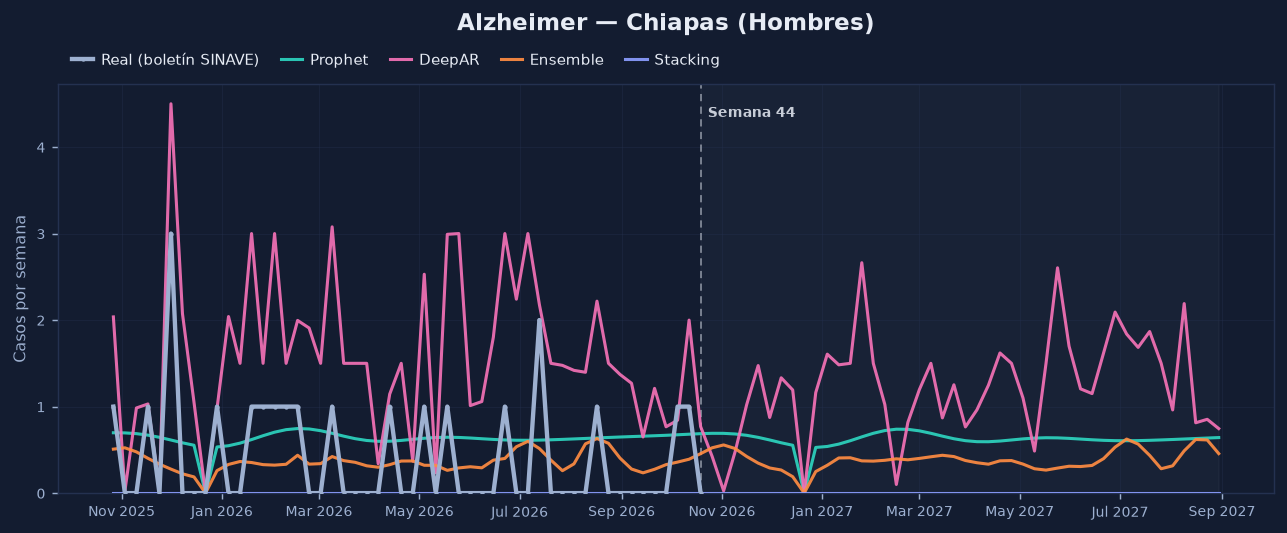 Alzheimer — Chiapas (Hombres)
Real (boletín SINAVE) Prophet DeepAR Ensemble Stacking
Semana 44
Casos por semana
4
3
2
1
0
Nov 2025 Jan 2026 Mar 2026 May 2026 Jul 2026 Sep 2026 Nov 2026 Jan 2027 Mar 2027 May 2027 Jul 2027 Sep 2027